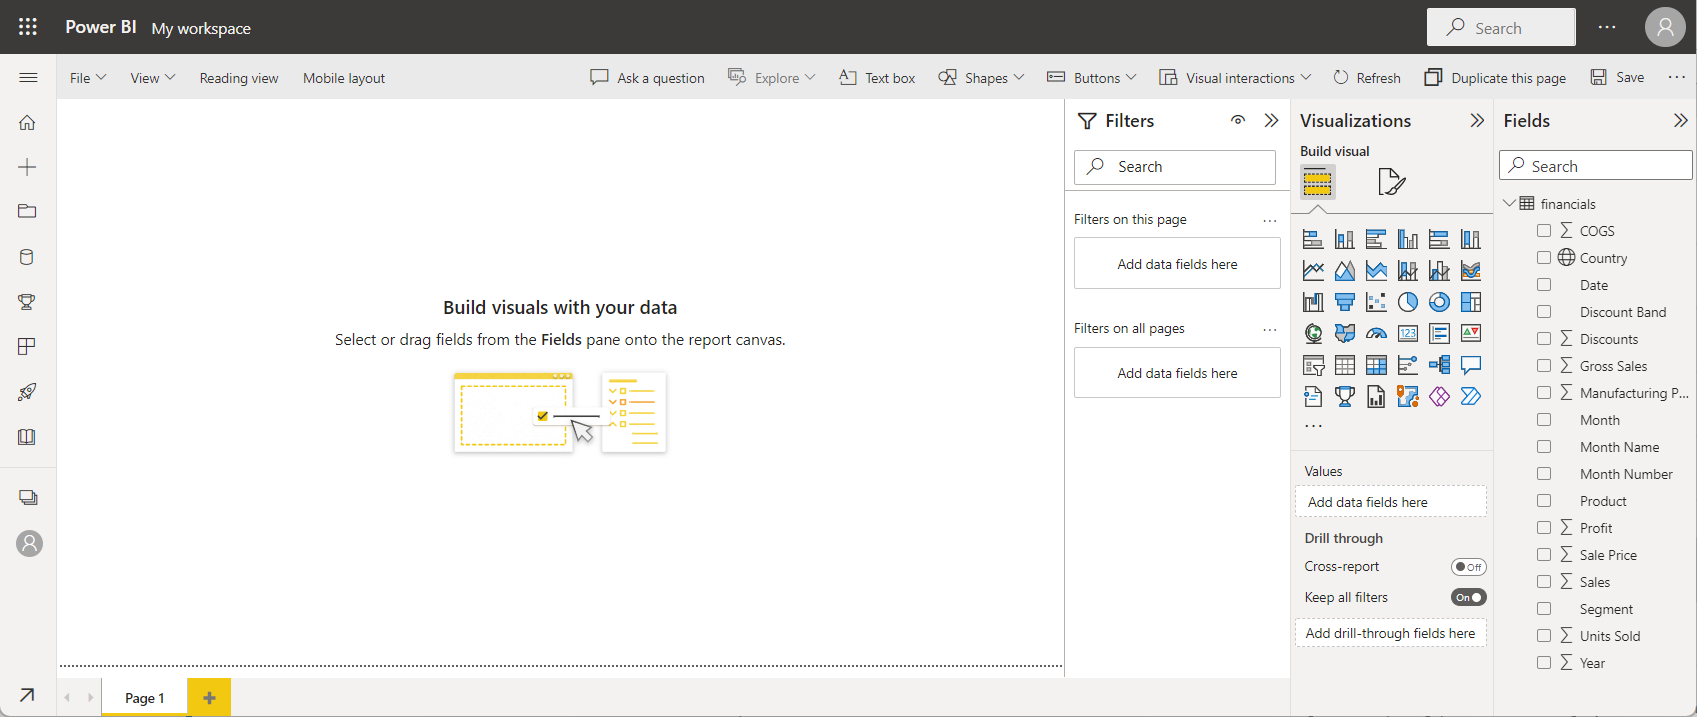 Power BI My workspace
Search
File View Reading view Mobile layout
Ask a question Explore Text box Shapes Buttons Visual interactions Refresh Duplicate this page Save
Build visuals with your data
Select or drag fields from the Fields pane onto the report canvas.
Page 1
Filters
Search
Filters on this page
Add data fields here
Filters on all pages
Add data fields here
Visualizations
Build visual
123
Values
Add data fields here
Drill through
Cross-report Off
Keep all filters On
Add drill-through fields here
Fields
Search
financials
COGS
Country
Date
Discount Band
Discounts
Gross Sales
Manufacturing P...
Month
Month Name
Month Number
Product
Profit
Sale Price
Sales
Segment
Units Sold
Year